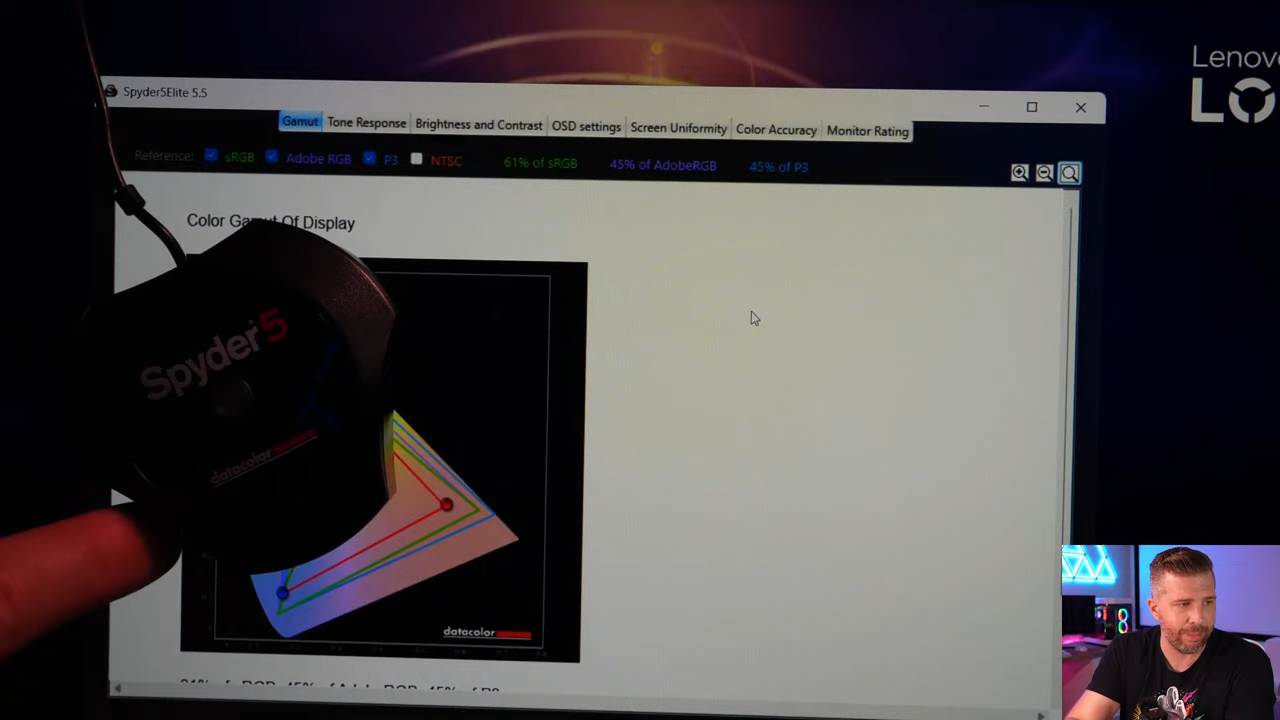 Lenovo
LO
Spyder5Elite 5.5
Gamut Tone Response Brightness and Contrast OSD settings Screen Uniformity Color Accuracy Monitor Rating
Reference: sRGB Adobe RGB P3 NTSC 61% of sRGB 45% of AdobeRGB 45% of P3
Color Gamut Of Display
Spyder5
datacolor
datacolor